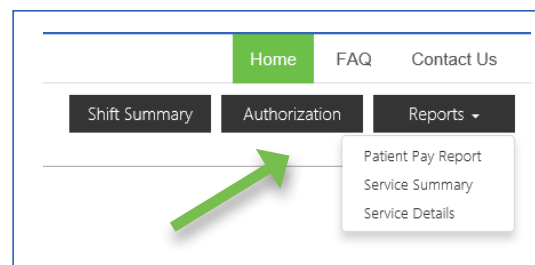 Home FAQ Contact Us
Shift Summary Authorization Reports
Patient Pay Report
Service Summary
Service Details